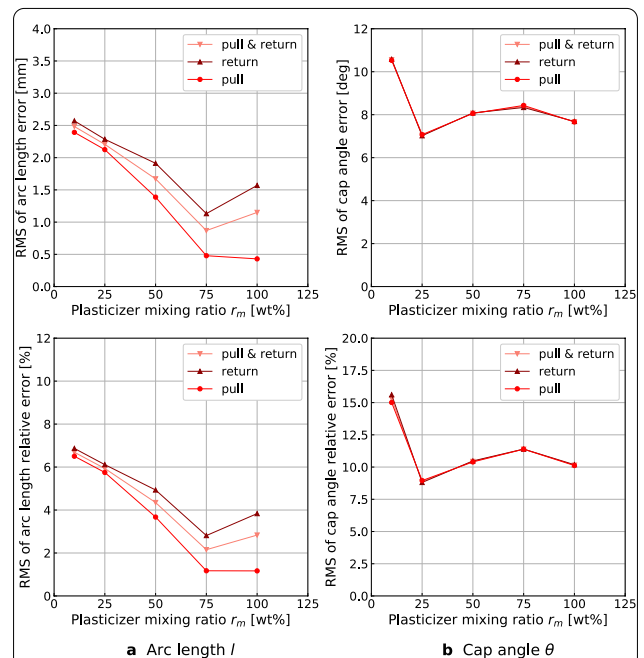 RMS of arc length error [mm]
4.0
3.5
3.0
2.5
2.0
1.5
1.0
0.5
0.0
pull & return
return
pull
0 25 50 75 100 125
Plasticizer mixing ratio r_m [wt%]
RMS of cap angle error [deg]
12
10
8
6
4
2
0
pull & return
return
pull
0 25 50 75 100 125
Plasticizer mixing ratio r_m [wt%]
RMS of arc length relative error [%]
12
10
8
6
4
2
0
pull & return
return
pull
0 25 50 75 100 125
Plasticizer mixing ratio r_m [wt%]
RMS of cap angle relative error [%]
20.0
17.5
15.0
12.5
10.0
7.5
5.0
2.5
0.0
pull & return
return
pull
0 25 50 75 100 125
Plasticizer mixing ratio r_m [wt%]
a Arc length l
b Cap angle θ